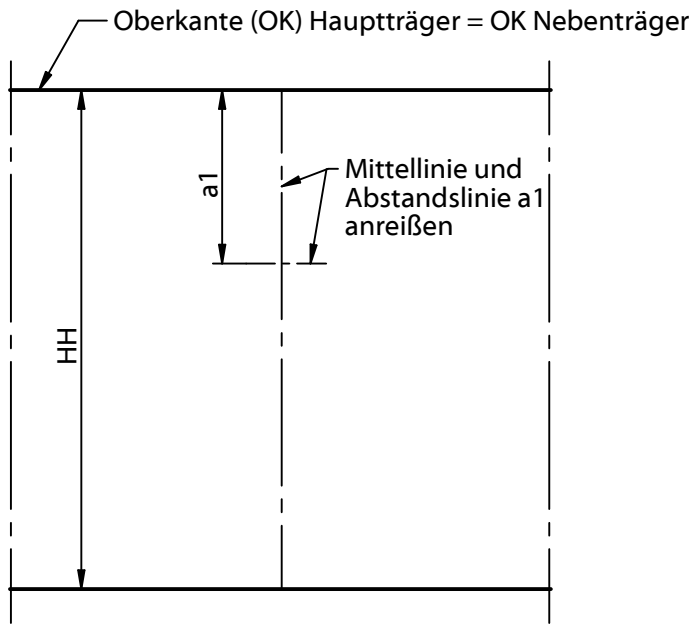 Oberkante (OK) Hauptträger = OK Nebenträger
a1
Mittellinie und
Abstandslinie a1
anreißen
HH